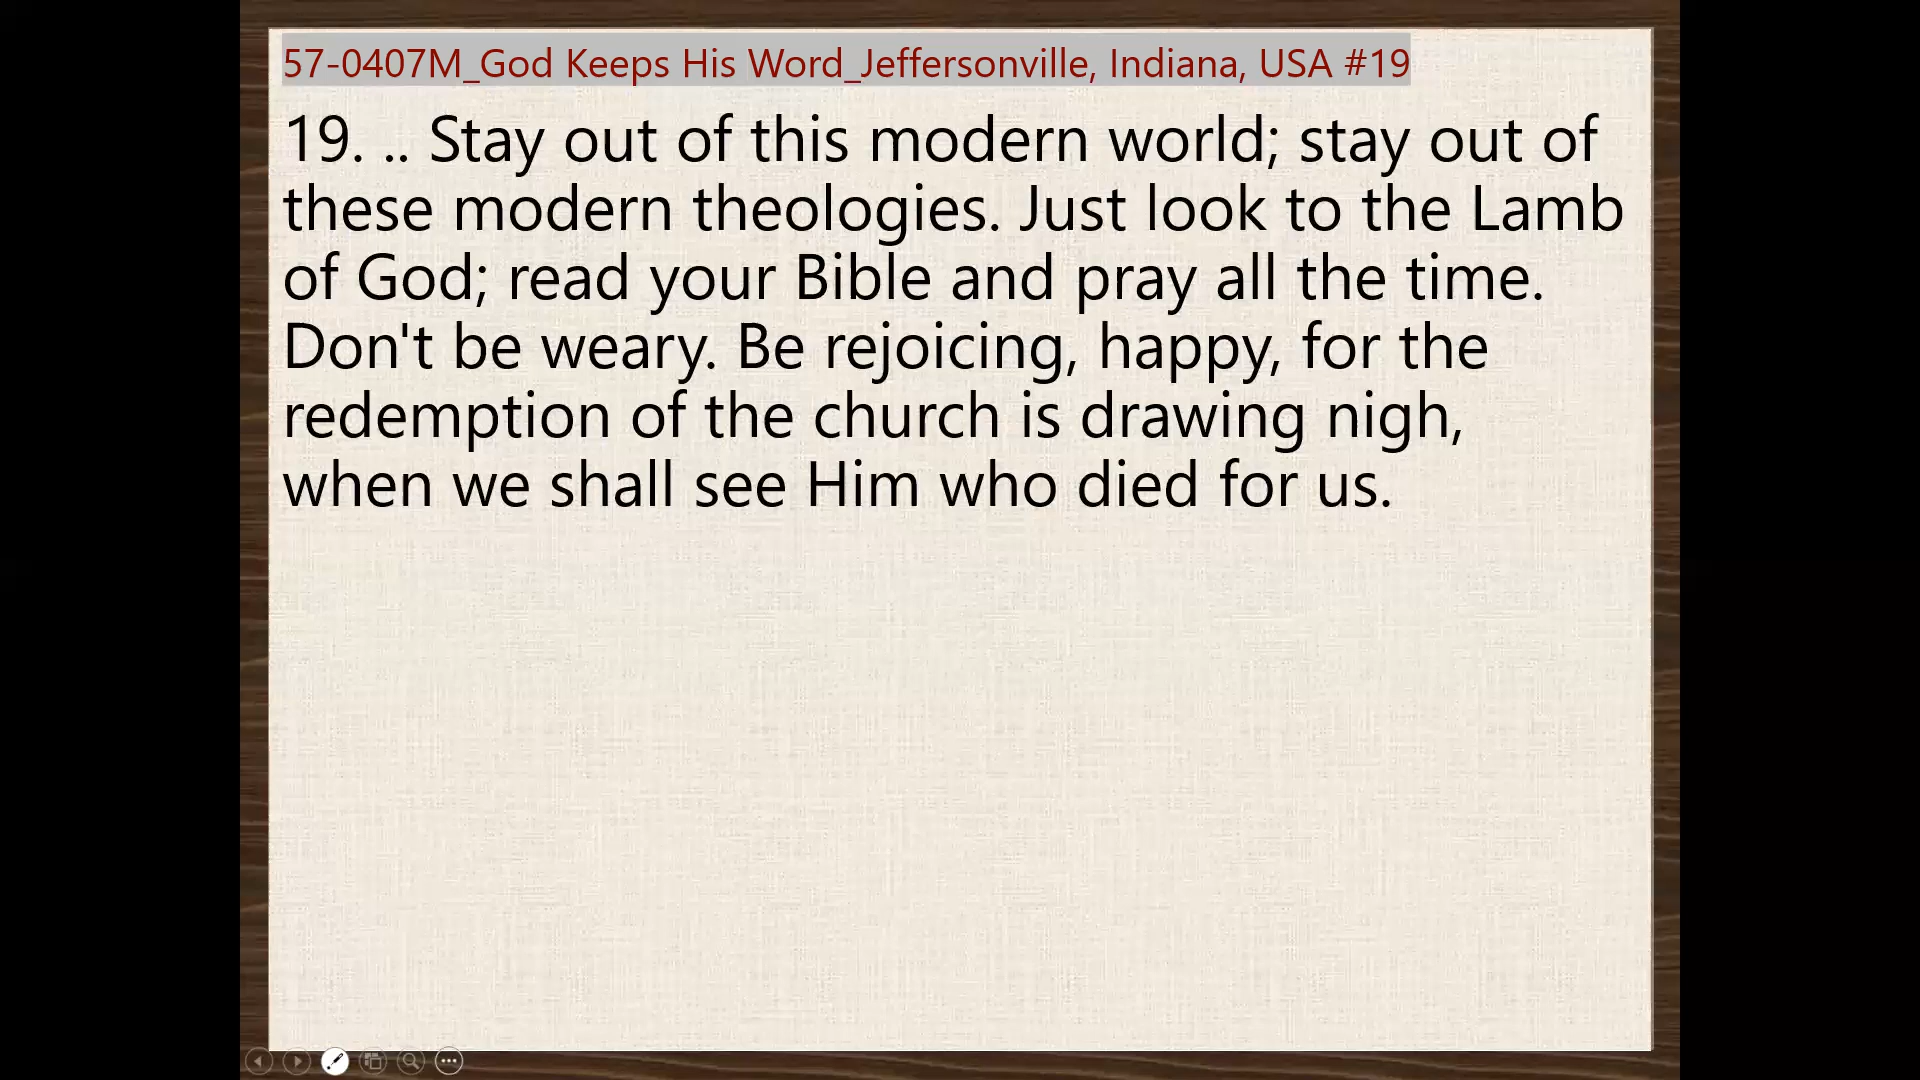 57-0407M_God Keeps His Word_Jeffersonville, Indiana, USA #19
19. .. Stay out of this modern world; stay out of
these modern theologies. Just look to the Lamb
of God; read your Bible and pray all the time.
Don't be weary. Be rejoicing, happy, for the
redemption of the church is drawing nigh,
when we shall see Him who died for us.